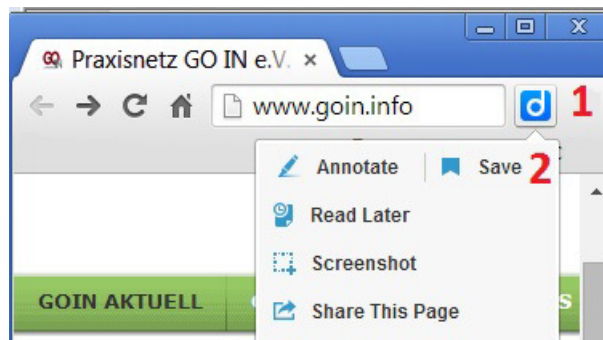 Praxisnetz GO IN e.V.
www.goin.info
1
Annotate
Save
2
Read Later
Screenshot
Share This Page
GOIN AKTUELL